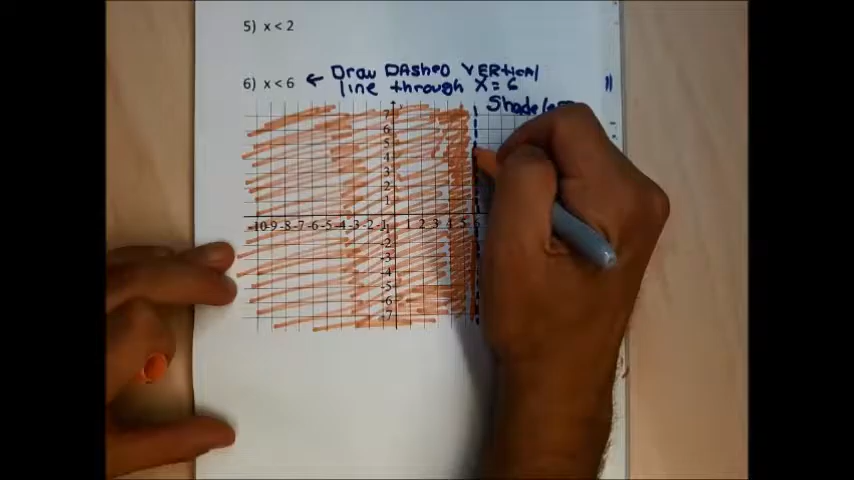 5) x < 2
6) x < 6 ← Draw DAsheD VERtical
line through X = 6
Shade
7
6
5
4
3
2
1
-10-9 -8 -7 -6 -5 -4 -3 -2 -1 1 2 3 4 5 6
-2
-3
-4
-5
-6
-7